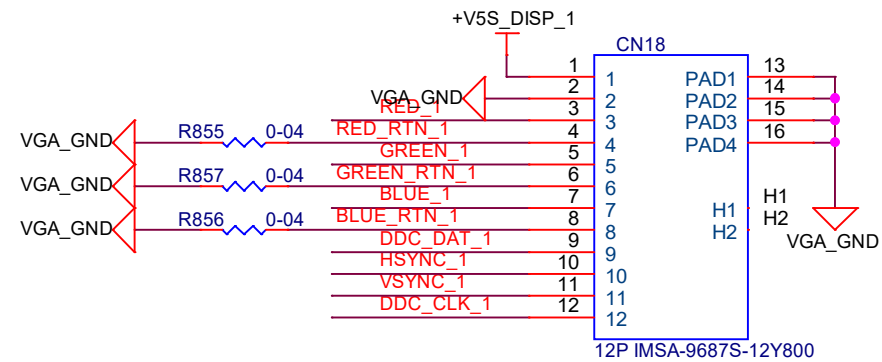 +V5S_DISP_1
CN18
1 1 PAD1 13
VGA_GND 2 2 PAD2 14
RED_1 3 3 PAD3 15
VGA_GND R855 0-04 RED_RTN_1 4 4 PAD4 16
GREEN_1 5 5
VGA_GND R857 0-04 GREEN_RTN_1 6 6
BLUE_1 7 7 H1 H1
VGA_GND R856 0-04 BLUE_RTN_1 8 8 H2 H2
VGA_GND
DDC_DAT_1 9 9
HSYNC_1 10 10
VSYNC_1 11 11
DDC_CLK_1 12 12
12P IMSA-9687S-12Y800